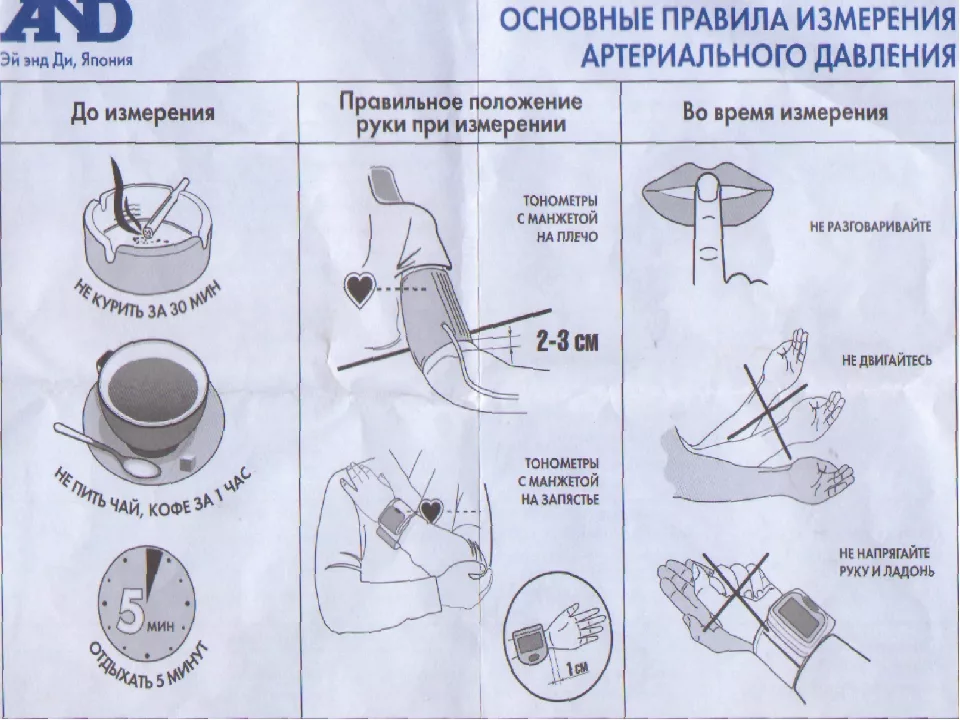 AND
Эй энд Ди, Япония
ОСНОВНЫЕ ПРАВИЛА ИЗМЕРЕНИЯ
АРТЕРИАЛЬНОГО ДАВЛЕНИЯ
До измерения
НЕ КУРИТЬ ЗА 30 МИН
НЕ ПИТЬ ЧАЙ, КОФЕ ЗА 1 ЧАС
5 МИН
ОТДЫХАТЬ 5 МИНУТ
Правильное положение
руки при измерении
ТОНОМЕТРЫ
С МАНЖЕТОЙ
НА ПЛЕЧО
2-3 СМ
ТОНОМЕТРЫ
С МАНЖЕТОЙ
НА ЗАПЯСТЬЕ
1 СМ
Во время измерения
НЕ РАЗГОВАРИВАЙТЕ
НЕ ДВИГАЙТЕСЬ
НЕ НАПРЯГАЙТЕ
РУКУ И ЛАДОНЬ